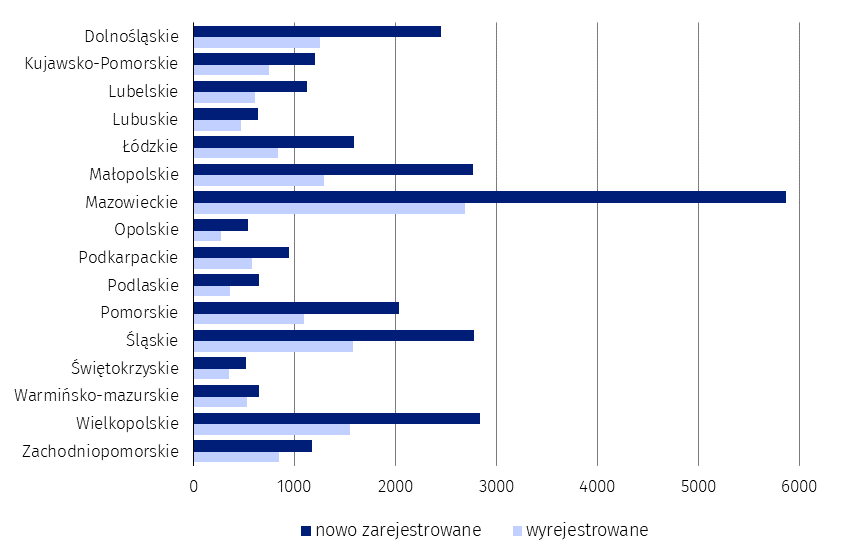 Dolnośląskie
Kujawsko-Pomorskie
Lubelskie
Lubuskie
Łódzkie
Małopolskie
Mazowieckie
Opolskie
Podkarpackie
Podlaskie
Pomorskie
Śląskie
Świętokrzyskie
Warmińsko-mazurskie
Wielkopolskie
Zachodniopomorskie
0 1000 2000 3000 4000 5000 6000
nowo zarejestrowane wyrejestrowane